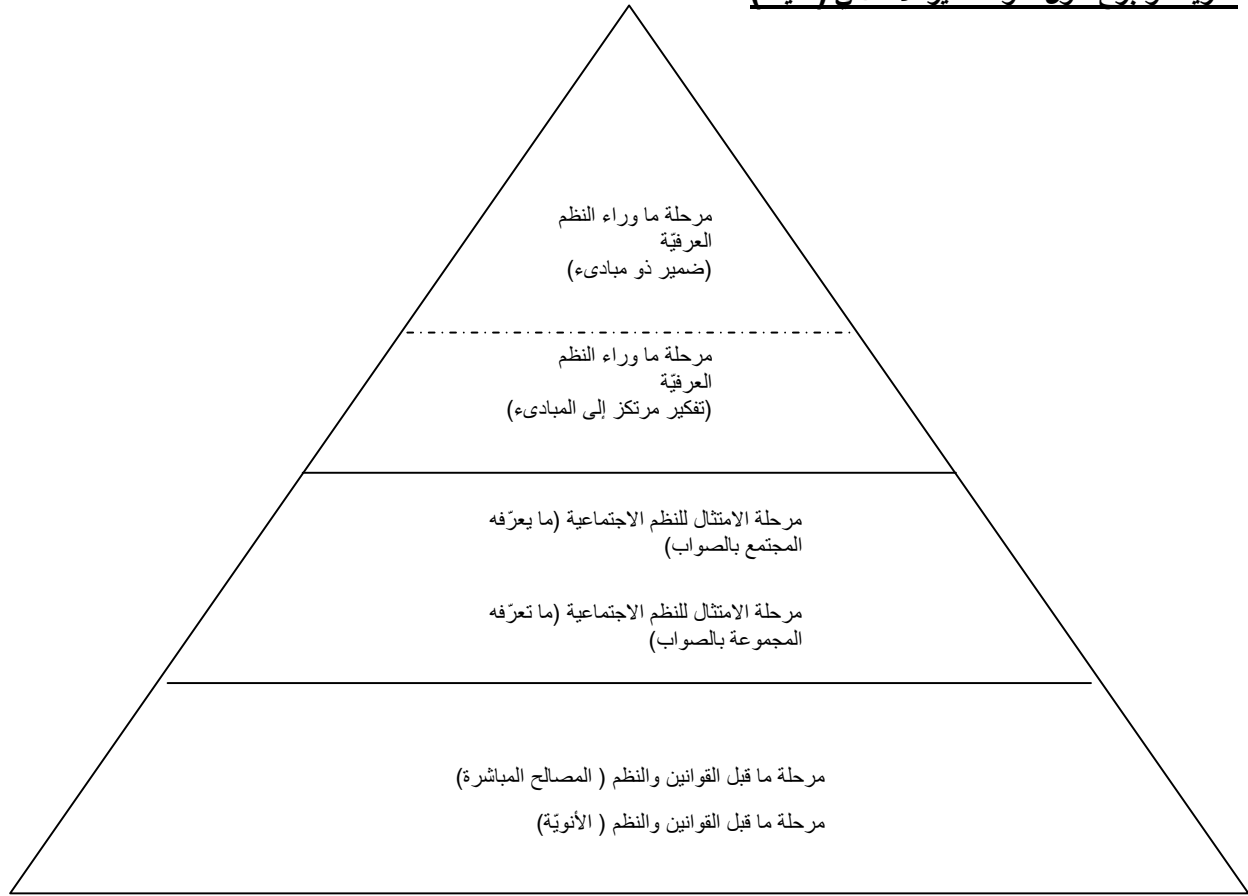 مرحلة ما وراء النظم
العرفيّة
(ضمير ذو مبادىء)
مرحلة ما وراء النظم
العرفيّة
(تفكير مرتكز إلى المبادىء)
مرحلة الامتثال للنظم الاجتماعية (ما يعرّفه
المجتمع بالصواب)
مرحلة الامتثال للنظم الاجتماعية (ما تعرّفه
المجموعة بالصواب)
مرحلة ما قبل القوانين والنظم ( المصالح المباشرة)
مرحلة ما قبل القوانين والنظم ( الأنويّة)